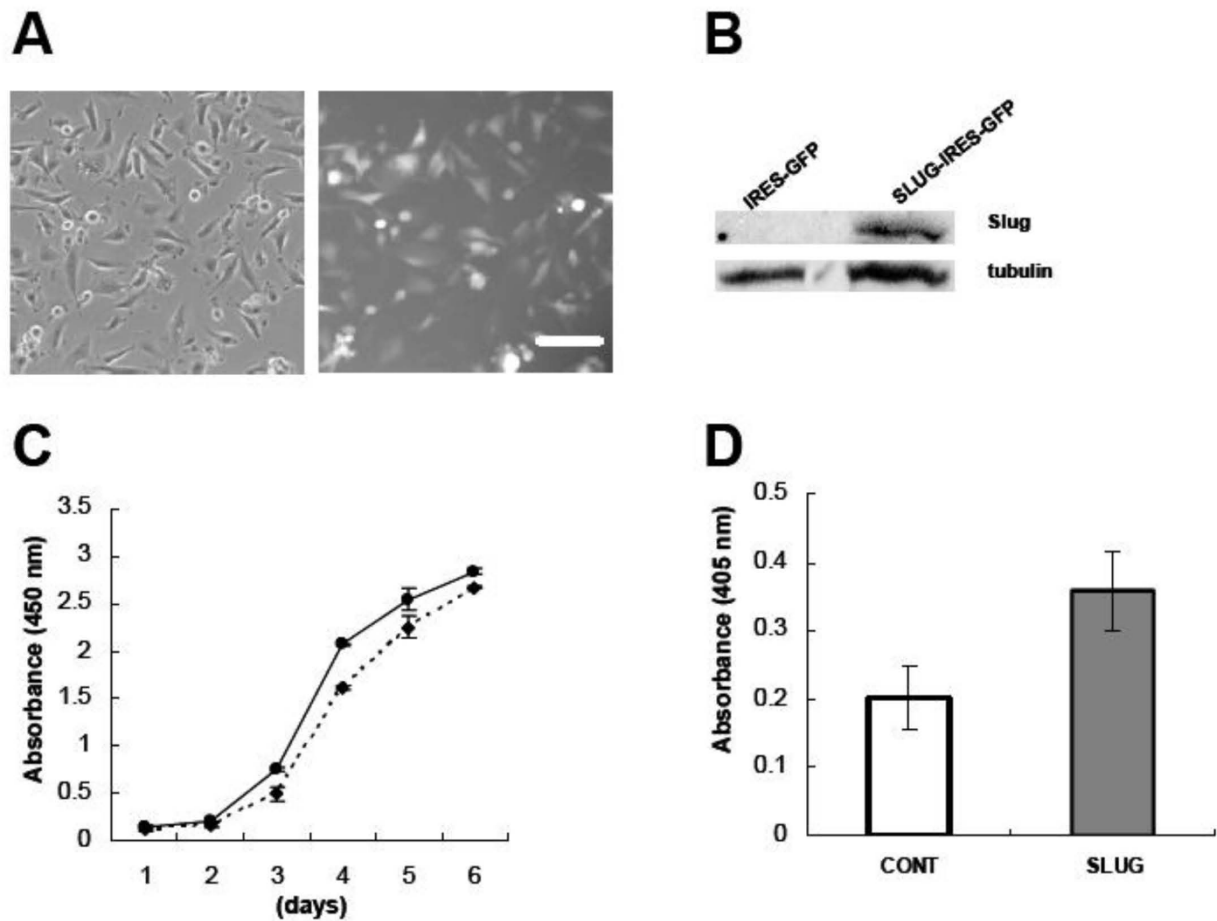 A
B
IRES-GFP
SLUG-IRES-GFP
Slug
tubulin
C
Absorbance (450 nm)
3.5
3
2.5
2
1.5
1
0.5
0
1 2 3 4 5 6
(days)
D
Absorbance (405 nm)
0.5
0.4
0.3
0.2
0.1
0
CONT SLUG